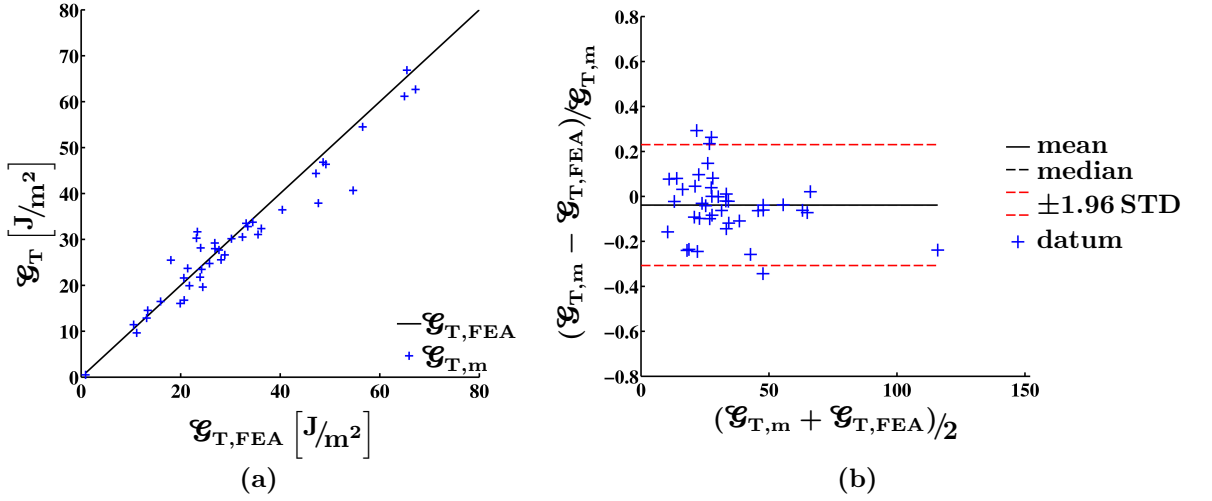 80
70
60
50
40
30
20
10
0
0 20 40 60 80
𝒢T [J/m²]
𝒢T,FEA [J/m²]
𝒢T,FEA
𝒢T,m
(a)
0.8
0.6
0.4
0.2
0
−0.2
−0.4
−0.6
−0.8
0 50 100 150
(𝒢T,m − 𝒢T,FEA)/𝒢T,m
(𝒢T,m + 𝒢T,FEA)/2
mean
median
±1.96 STD
datum
(b)